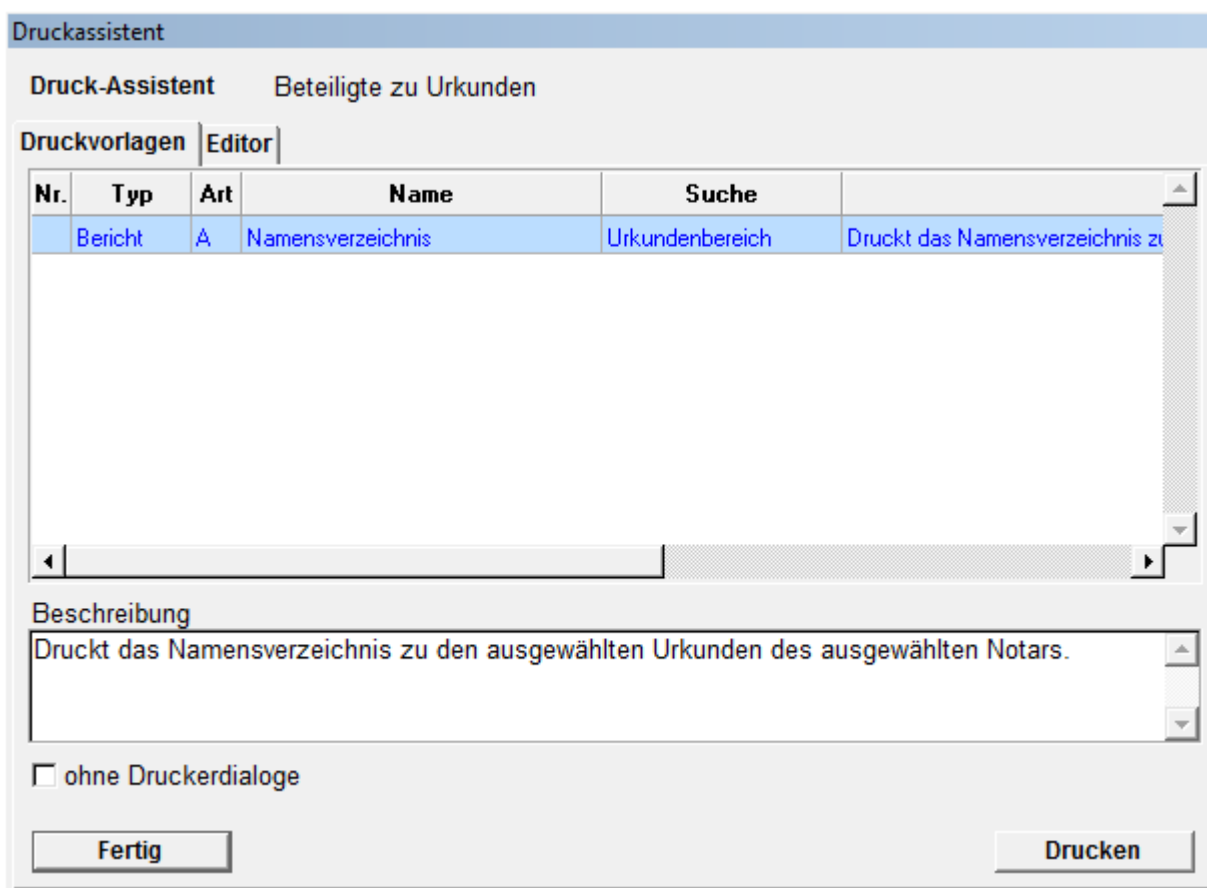 Druckassistent
Druck-Assistent Beteiligte zu Urkunden
Druckvorlagen Editor
Nr. Typ Art Name Suche
Bericht A Namensverzeichnis Urkundenbereich Druckt das Namensverzeichnis zu
Beschreibung
Druckt das Namensverzeichnis zu den ausgewählten Urkunden des ausgewählten Notars.
ohne Druckerdialoge
Fertig Drucken